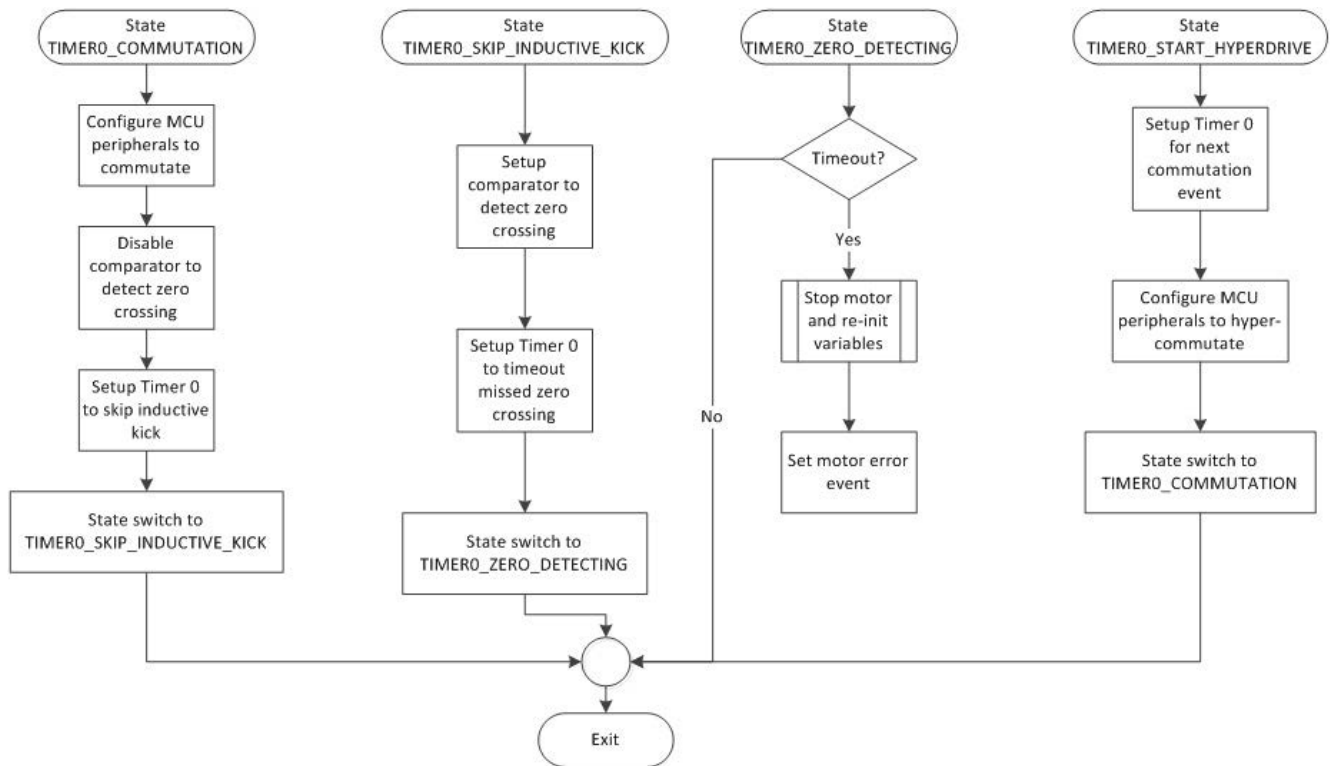 State
TIMER0_COMMUTATION
Configure MCU
peripherals to
commutate
Disable
comparator to
detect zero
crossing
Setup Timer 0
to skip inductive
kick
State switch to
TIMER0_SKIP_INDUCTIVE_KICK
State
TIMER0_SKIP_INDUCTIVE_KICK
Setup
comparator to
detect zero
crossing
Setup Timer 0
to timeout
missed zero
crossing
State switch to
TIMER0_ZERO_DETECTING
State
TIMER0_ZERO_DETECTING
Timeout?
Yes
No
Stop motor
and re-init
variables
Set motor error
event
State
TIMER0_START_HYPERDRIVE
Setup Timer 0
for next
commutation
event
Configure MCU
peripherals to hyper-
commutate
State switch to
TIMER0_COMMUTATION
Exit